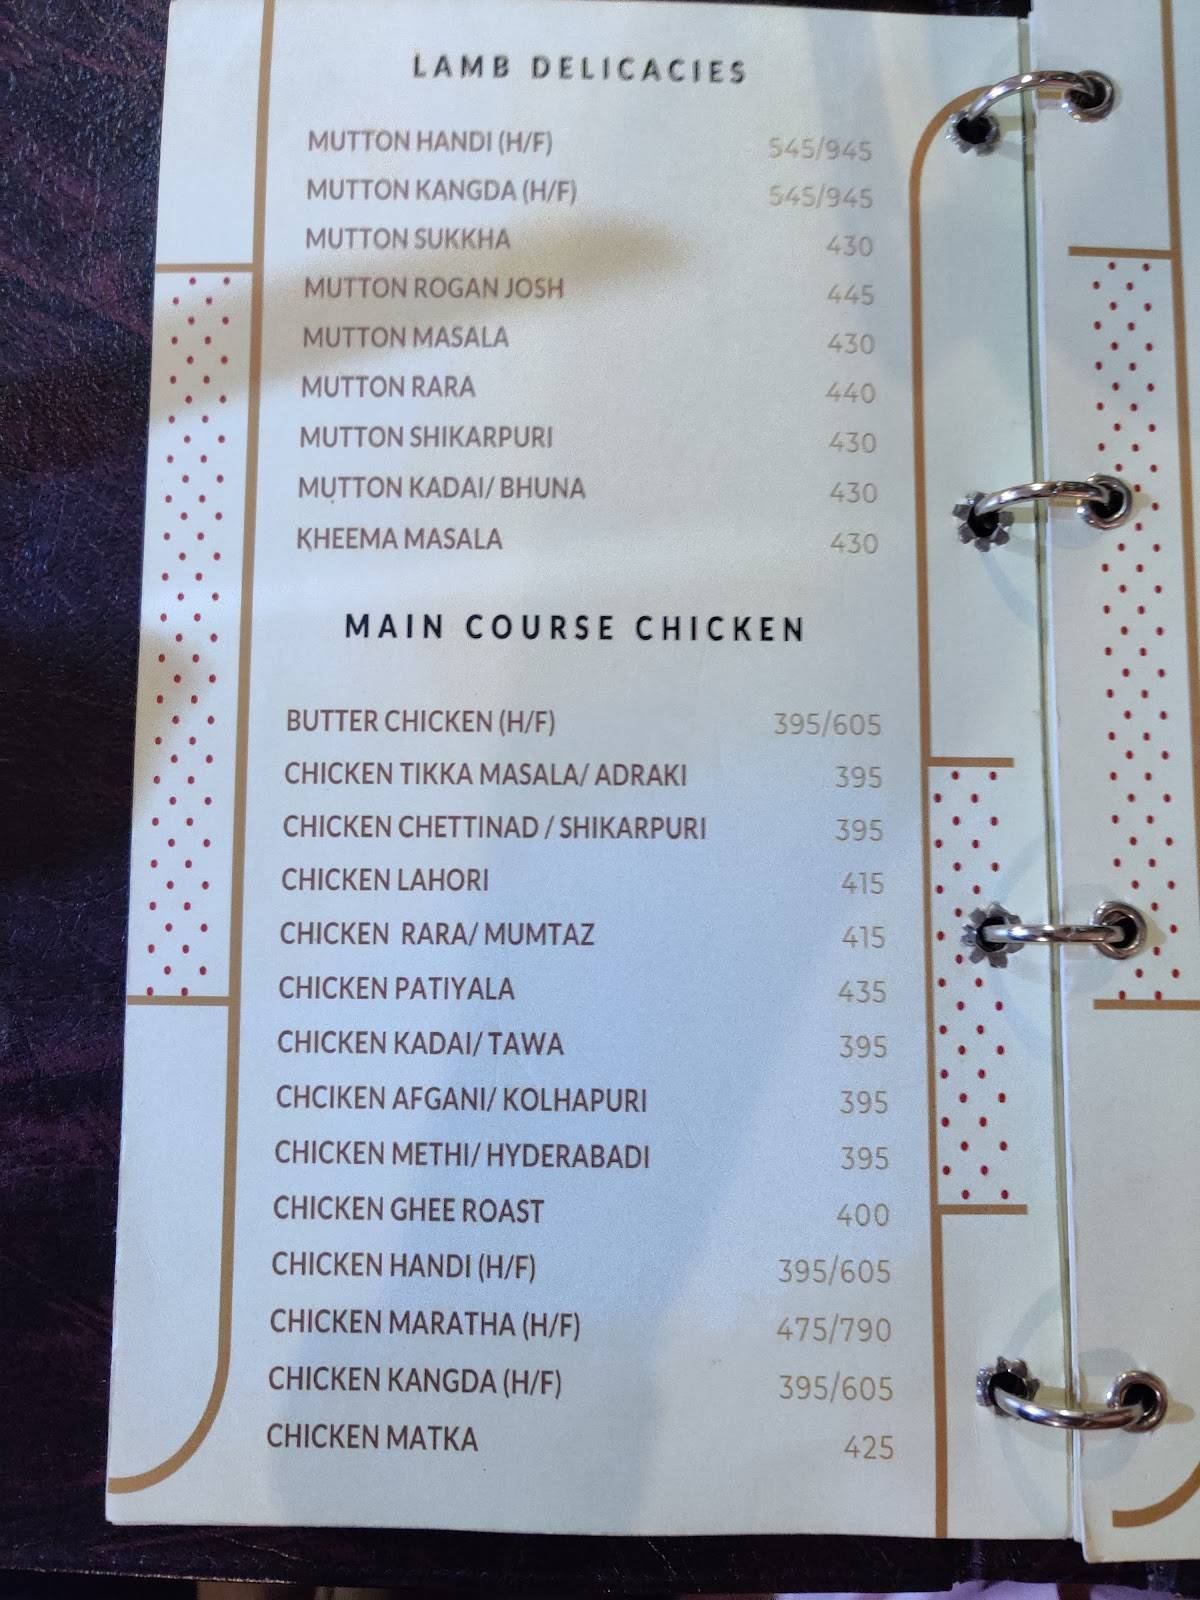 LAMB DELICACIES
MUTTON HANDI (H/F) 545/945
MUTTON KANGDA (H/F) 545/945
MUTTON SUKKHA 430
MUTTON ROGAN JOSH 445
MUTTON MASALA 430
MUTTON RARA 440
MUTTON SHIKARPURI 430
MUTTON KADAI/ BHUNA 430
KHEEMA MASALA 430
MAIN COURSE CHICKEN
BUTTER CHICKEN (H/F) 395/605
CHICKEN TIKKA MASALA/ ADRAKI 395
CHICKEN CHETTINAD / SHIKARPURI 395
CHICKEN LAHORI 415
CHICKEN RARA/ MUMTAZ 415
CHICKEN PATIYALA 435
CHICKEN KADAI/ TAWA 395
CHCIKEN AFGANI/ KOLHAPURI 395
CHICKEN METHI/ HYDERABADI 395
CHICKEN GHEE ROAST 400
CHICKEN HANDI (H/F) 395/605
CHICKEN MARATHA (H/F) 475/790
CHICKEN KANGDA (H/F) 395/605
CHICKEN MATKA 425